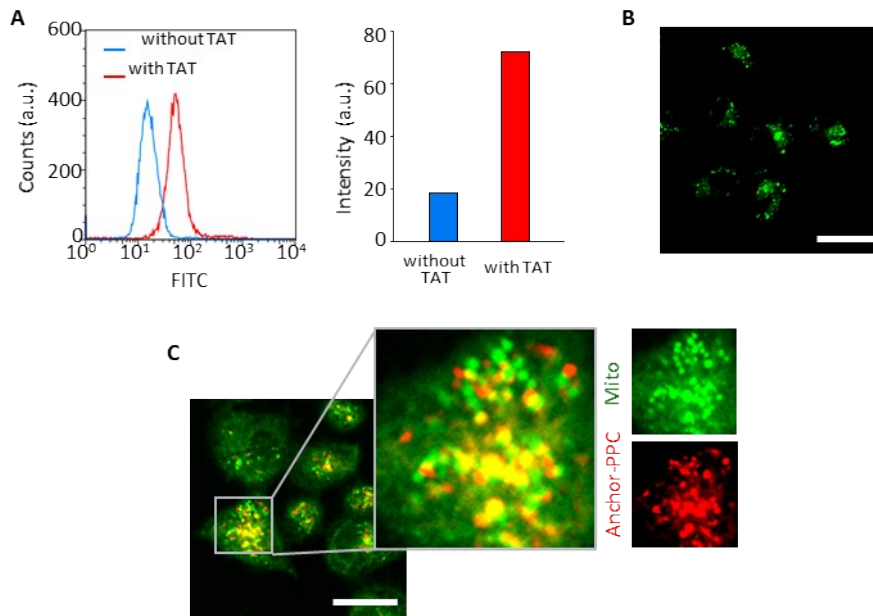 A
600
400
200
0
Counts (a.u.)
without TAT
with TAT
10⁰ 10¹ 10² 10³ 10⁴
FITC
80
60
40
20
0
Intensity (a.u.)
without
TAT
with TAT
B
C
Mito
Anchor-PPC